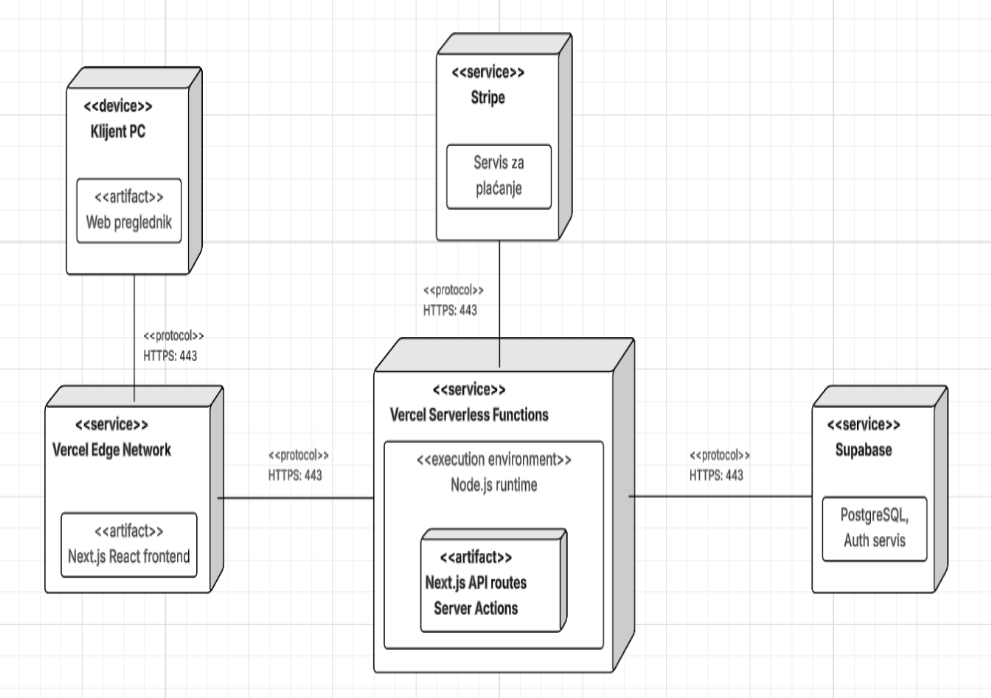 <<service>>
Stripe
Servis za
plaćanje
<<device>>
Klijent PC
<<artifact>>
Web preglednik
<<protocol>>
HTTPS: 443
<<protocol>>
HTTPS: 443
<<service>>
Vercel Edge Network
<<artifact>>
Next.js React frontend
<<protocol>>
HTTPS: 443
<<service>>
Vercel Serverless Functions
<<execution environment>>
Node.js runtime
<<artifact>>
Next.js API routes
Server Actions
<<protocol>>
HTTPS: 443
<<service>>
Supabase
PostgreSQL,
Auth servis